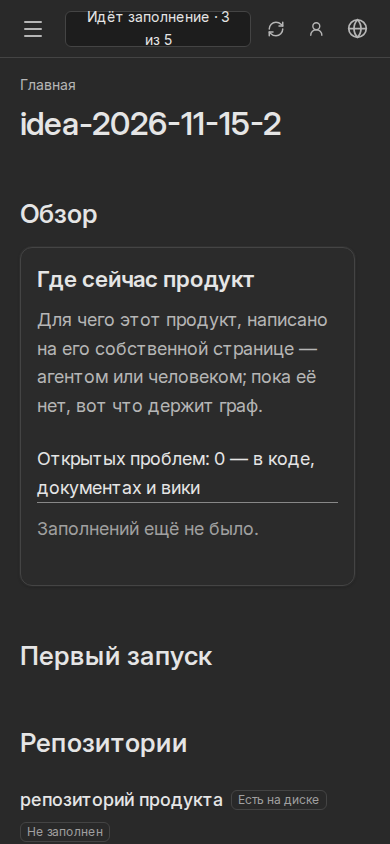 Идёт заполнение · 3
из 5
Главная
idea-2026-11-15-2
Обзор
Где сейчас продукт
Для чего этот продукт, написано
на его собственной странице —
агентом или человеком; пока её
нет, вот что держит граф.
Открытых проблем: 0 — в коде,
документах и вики
Заполнений ещё не было.
Первый запуск
Репозитории
репозиторий продукта Есть на диске
Не заполнен